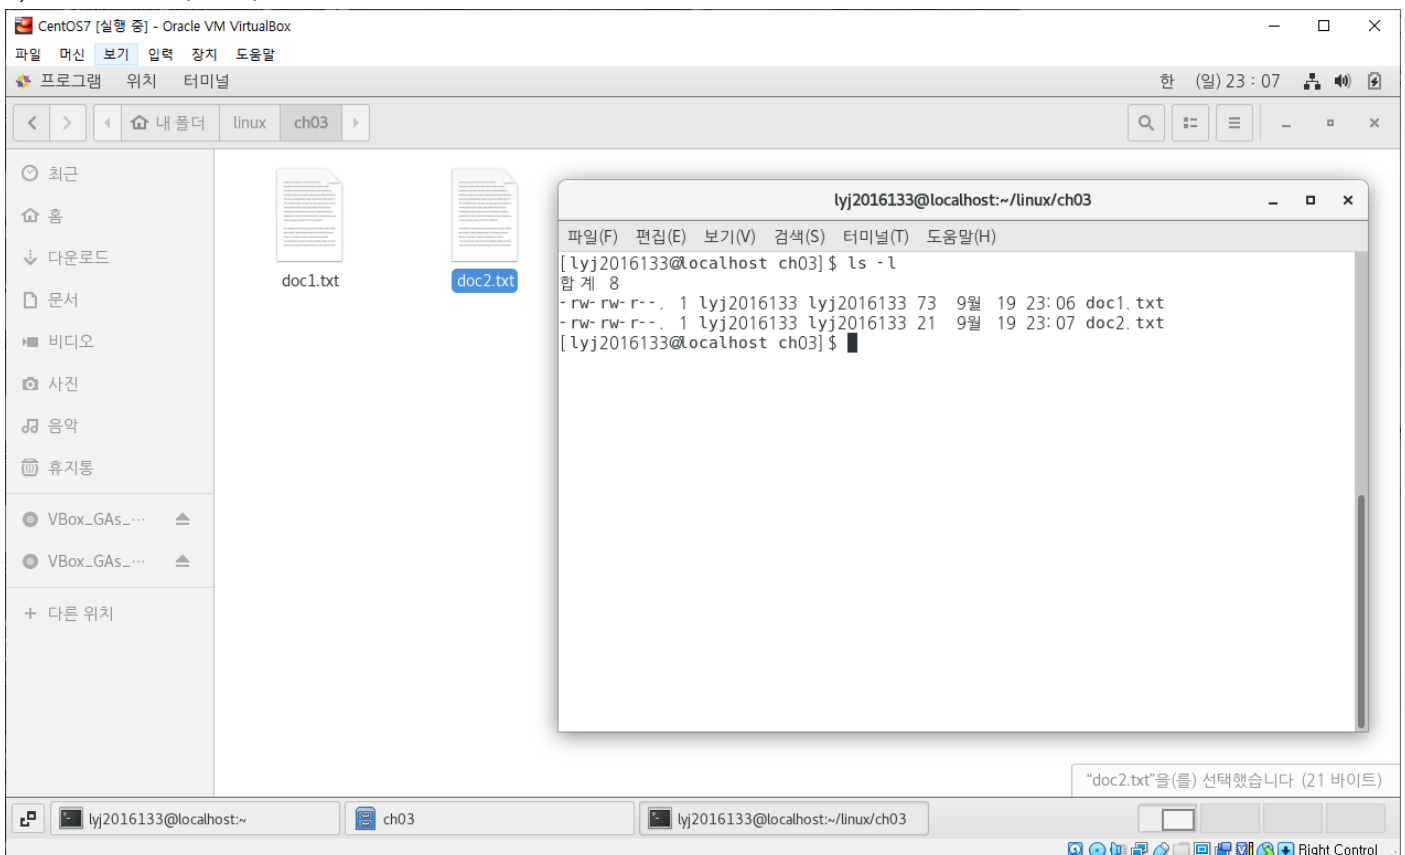 CentOS7 [실행 중] - Oracle VM VirtualBox
파일 머신 보기 입력 장치 도움말
프로그램 위치 터미널 한 (일) 23 : 07
내 폴더 linux ch03
최근
홈
다운로드
문서
비디오
사진
음악
휴지통
VBox_GAs_...
VBox_GAs_...
+ 다른 위치
doc1.txt
doc2.txt
lyj2016133@localhost:~/linux/ch03
파일(F) 편집(E) 보기(V) 검색(S) 터미널(T) 도움말(H)
[lyj2016133@localhost ch03]$ ls -l
합계 8
-rw-rw-r--. 1 lyj2016133 lyj2016133 73 9월 19 23:06 doc1.txt
-rw-rw-r--. 1 lyj2016133 lyj2016133 21 9월 19 23:07 doc2.txt
[lyj2016133@localhost ch03]$
"doc2.txt"을(를) 선택했습니다 (21 바이트)
lyj2016133@localhost:~ ch03 lyj2016133@localhost:~/linux/ch03
Right Control